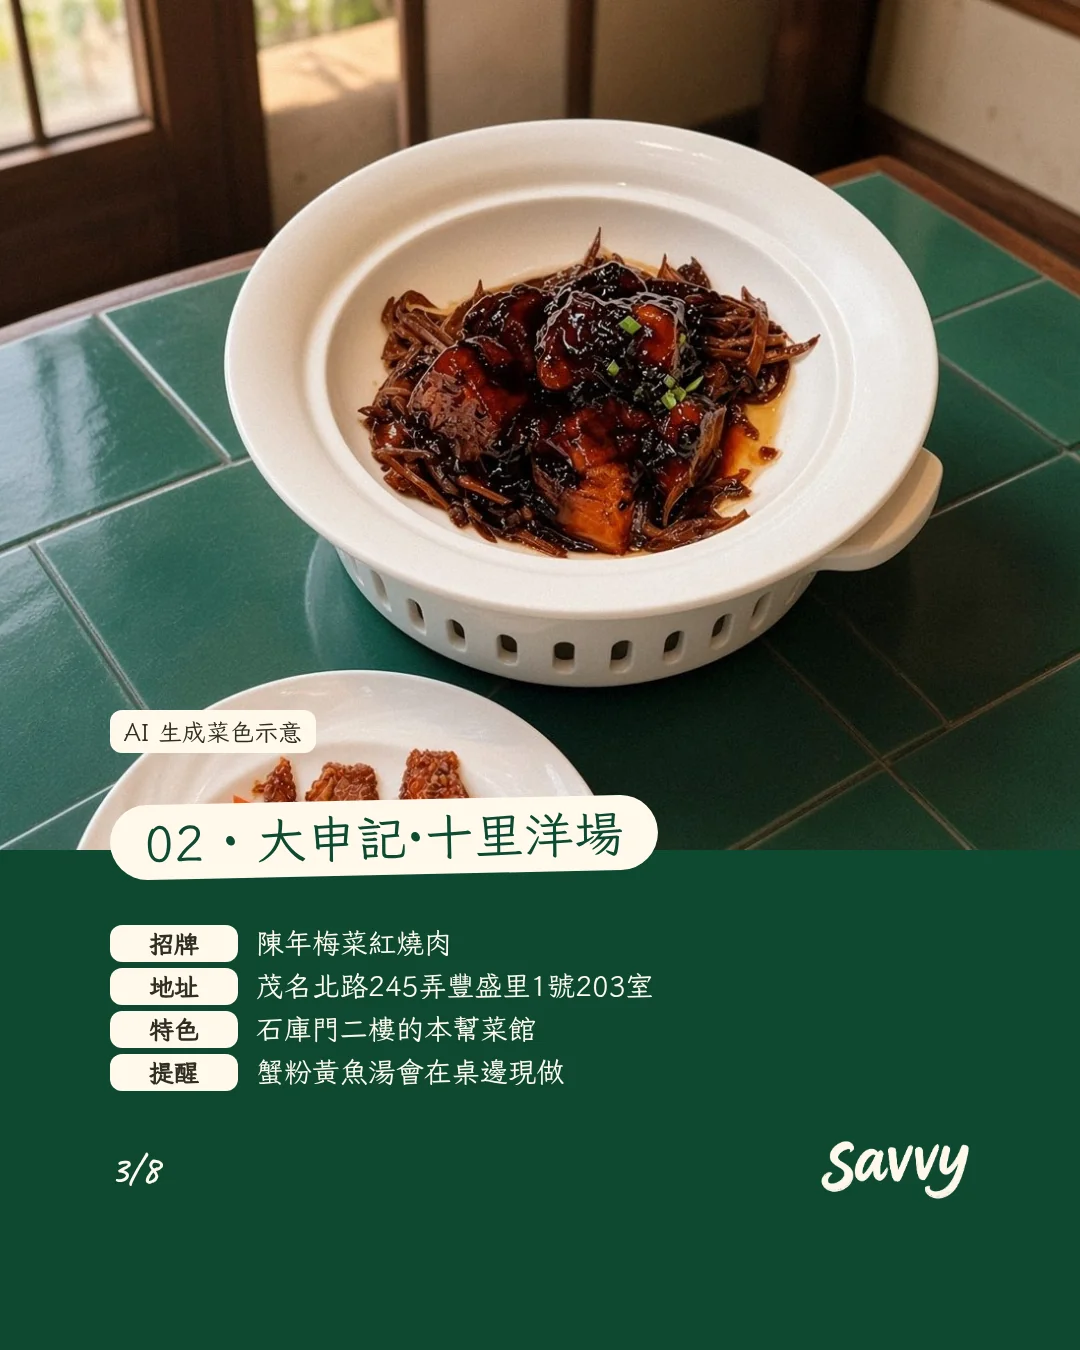 AI 生成菜色示意
02・大申記•十里洋場
招牌 陳年梅菜紅燒肉
地址 茂名北路245弄豐盛里1號203室
特色 石庫門二樓的本幫菜館
提醒 蟹粉黃魚湯會在桌邊現做
3/8
Savvy